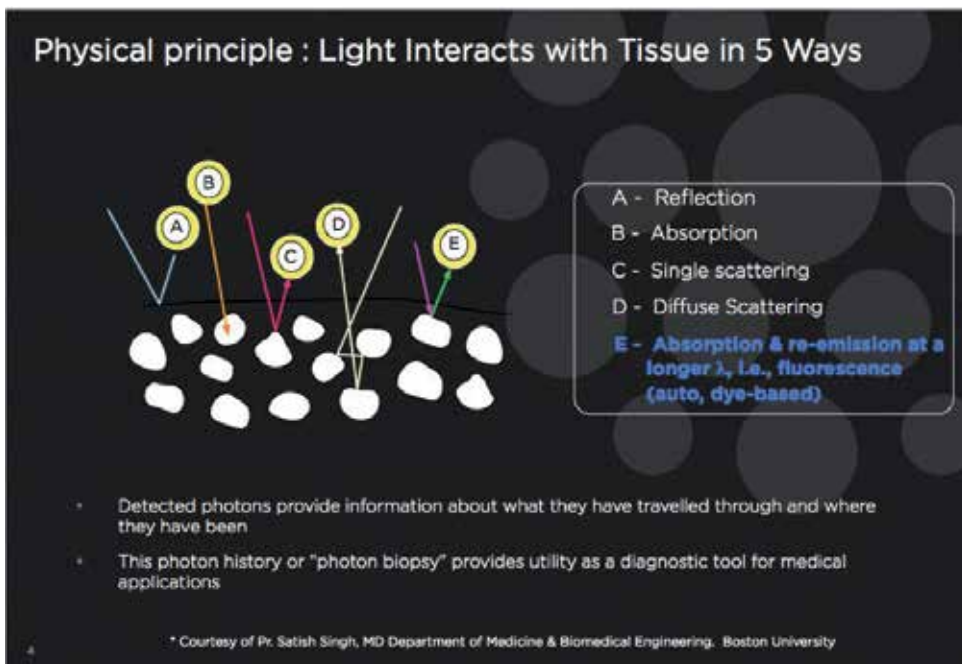 Physical principle : Light Interacts with Tissue in 5 Ways
B
A
D
C
E
A - Reflection
B - Absorption
C - Single scattering
D - Diffuse Scattering
E - Absorption & re-emission at a
longer λ, i.e., fluorescence
(auto, dye-based)
• Detected photons provide information about what they have travelled through and where
they have been
• This photon history or "photon biopsy" provides utility as a diagnostic tool for medical
applications
4
* Courtesy of Pr. Satish Singh, MD Department of Medicine & Biomedical Engineering. Boston University